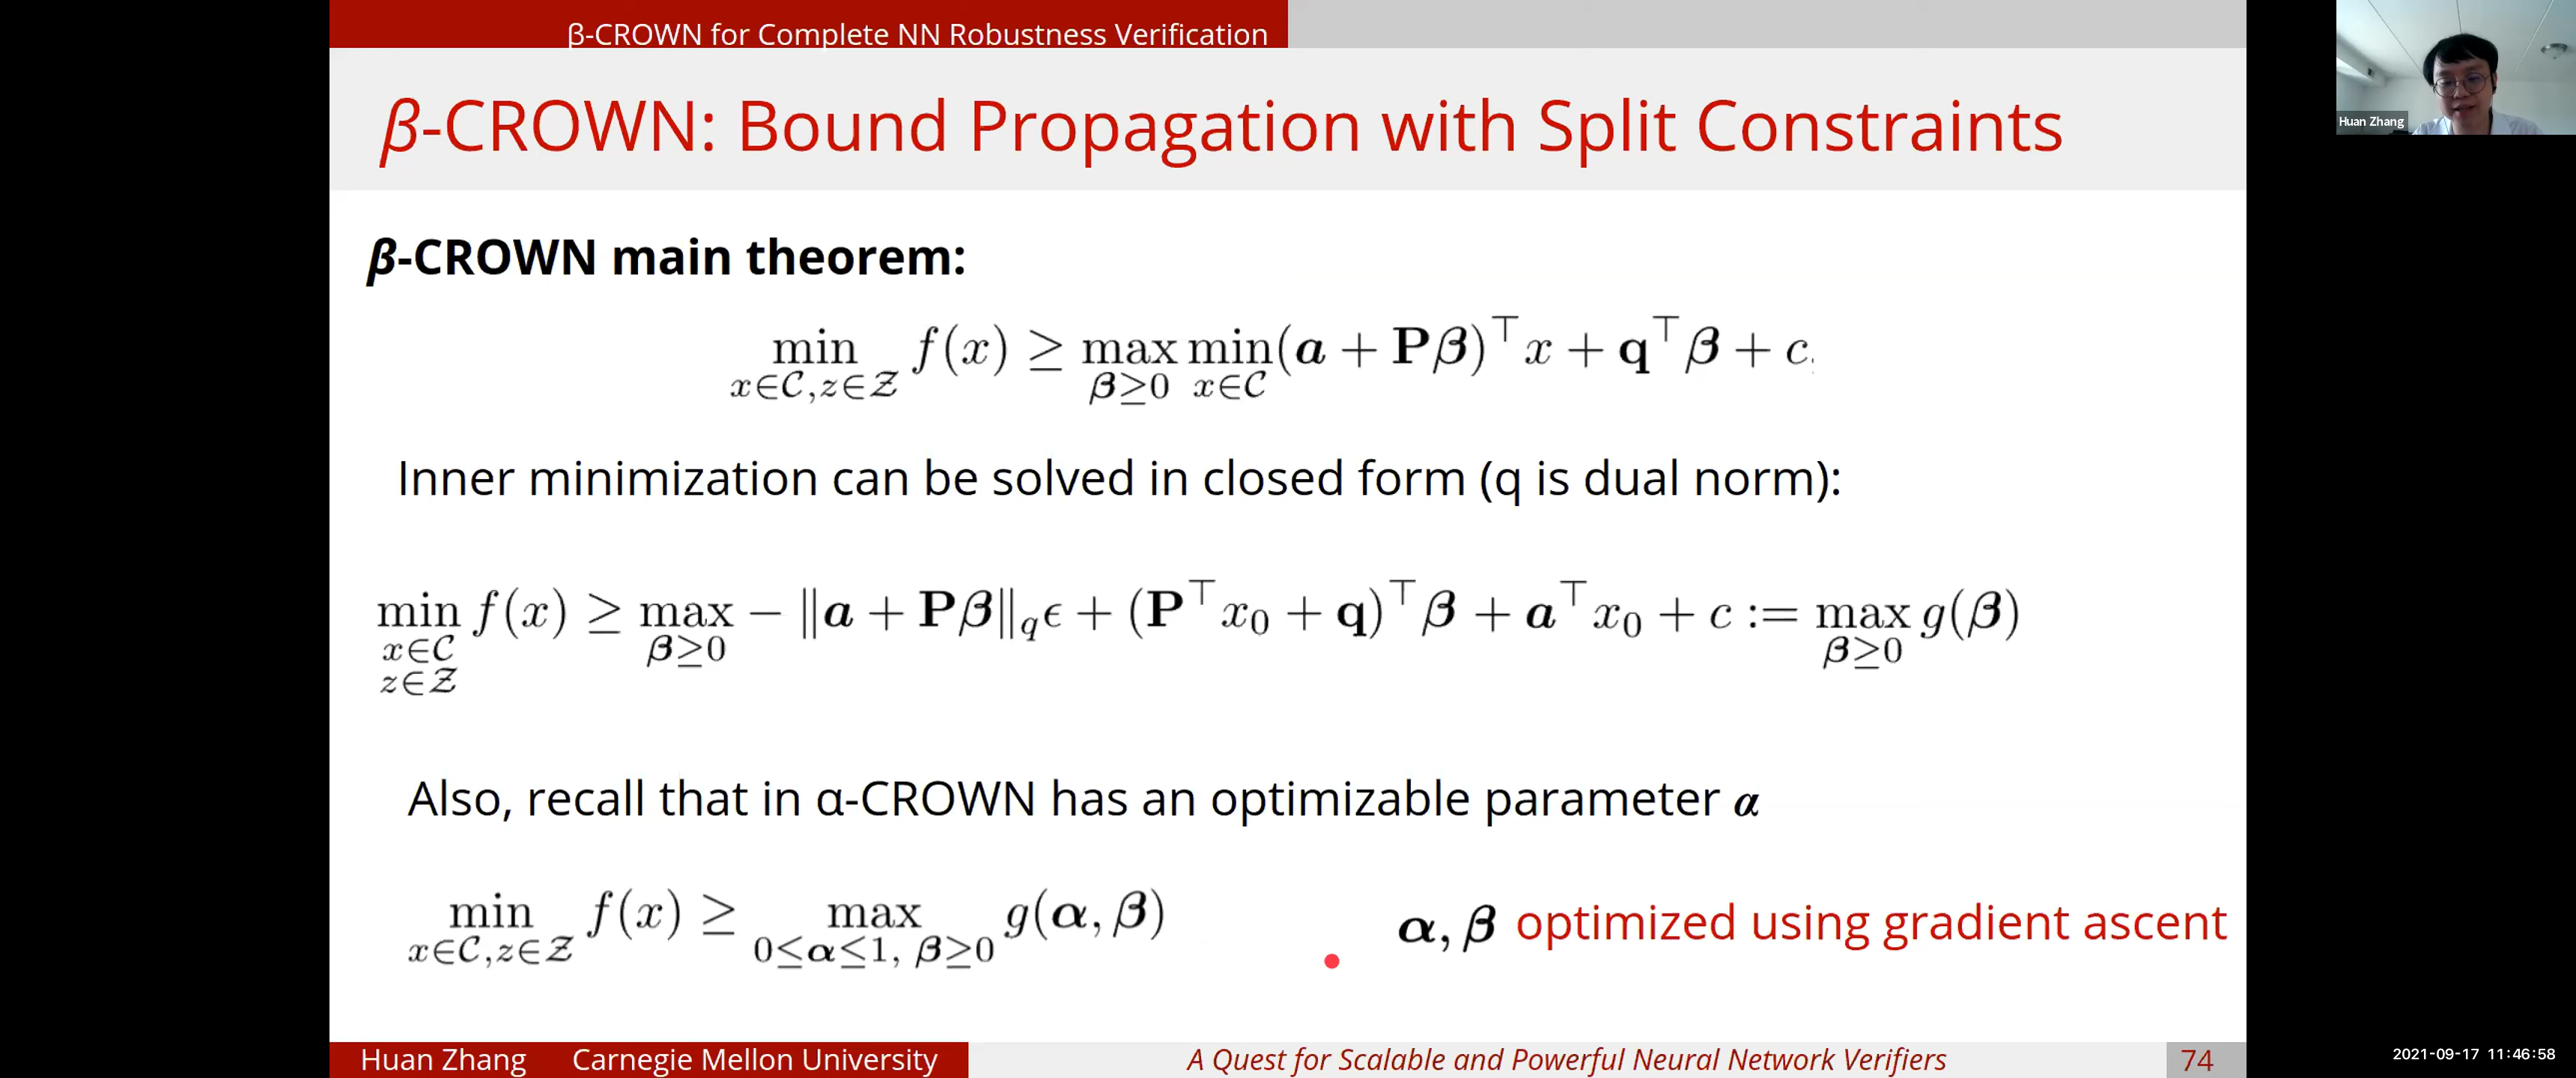 β-CROWN for Complete NN Robustness Verification
β-CROWN: Bound Propagation with Split Constraints
Huan Zhang
β-CROWN main theorem:
min_{x∈𝒞,z∈𝒵} f(x) ≥ max_{β≥0} min_{x∈𝒞} (a + Pβ)^⊤ x + q^⊤ β + c
Inner minimization can be solved in closed form (q is dual norm):
min_{x∈𝒞 z∈𝒵} f(x) ≥ max_{β≥0} − ‖a + Pβ‖_q ϵ + (P^⊤ x_0 + q)^⊤ β + a^⊤ x_0 + c := max_{β≥0} g(β)
Also, recall that in α-CROWN has an optimizable parameter α
min_{x∈𝒞,z∈𝒵} f(x) ≥ max_{0≤α≤1, β≥0} g(α, β)
α, β optimized using gradient ascent
Huan Zhang Carnegie Mellon University
A Quest for Scalable and Powerful Neural Network Verifiers
74
2021-09-17 11:46:58